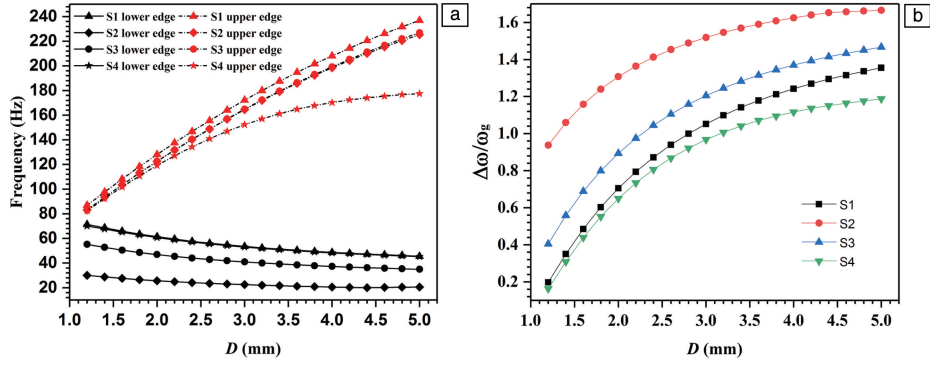 a
S1 lower edge
S1 upper edge
S2 lower edge
S2 upper edge
S3 lower edge
S3 upper edge
S4 lower edge
S4 upper edge
Frequency (Hz)
240
220
200
180
160
140
120
100
80
60
40
20
1.0 1.5 2.0 2.5 3.0 3.5 4.0 4.5 5.0
D (mm)
b
Δω/ωg
1.6
1.4
1.2
1.0
0.8
0.6
0.4
0.2
S1
S2
S3
S4
1.0 1.5 2.0 2.5 3.0 3.5 4.0 4.5 5.0
D (mm)